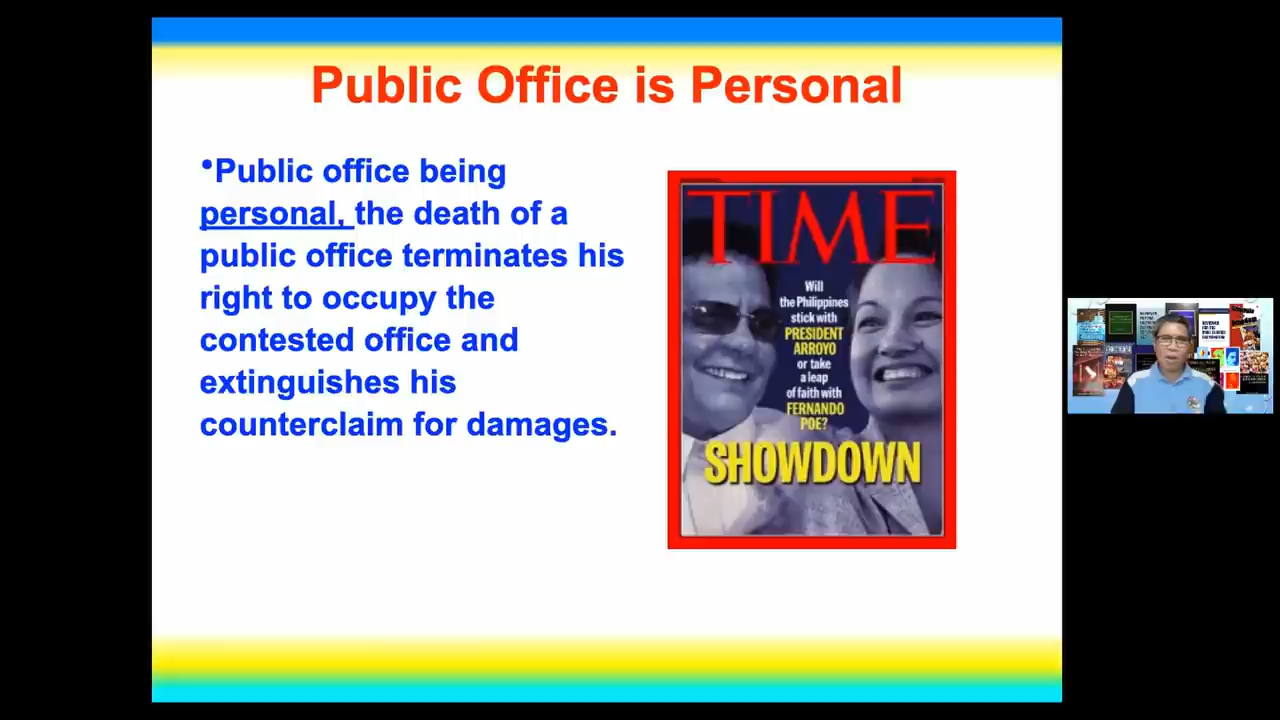 Public Office is Personal
•Public office being
personal, the death of a
public office terminates his
right to occupy the
contested office and
extinguishes his
counterclaim for damages.
TIME
Will
the Philippines
stick with
PRESIDENT
ARROYO
or take
a leap
of faith with
FERNANDO
POE?
SHOWDOWN